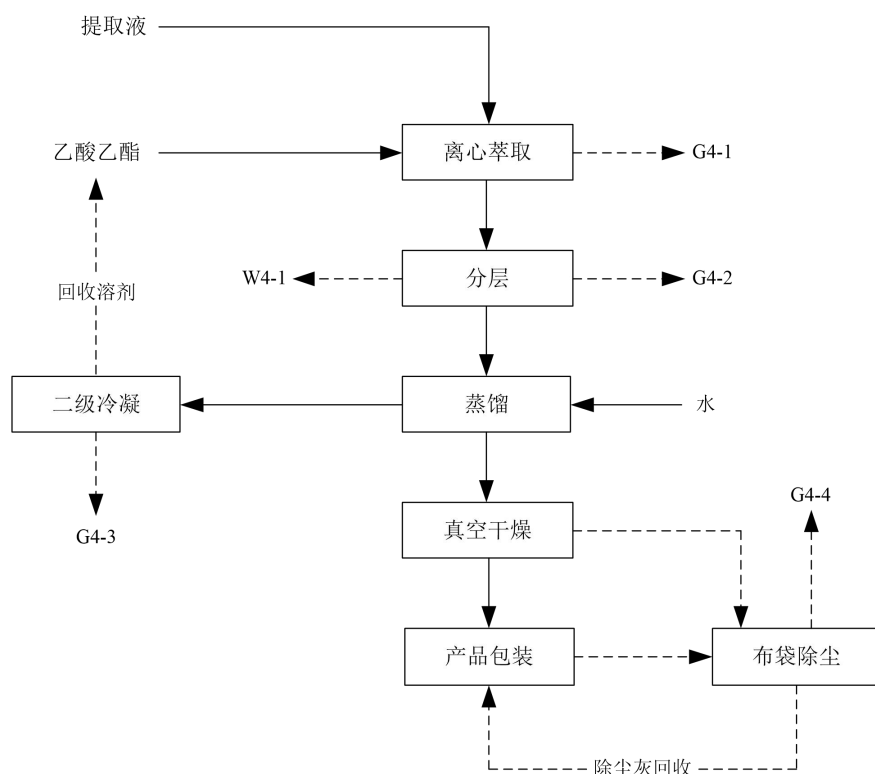 提取液
乙酸乙酯
离心萃取
G4-1
W4-1
分层
G4-2
回收溶剂
二级冷凝
蒸馏
水
G4-3
真空干燥
G4-4
产品包装
布袋除尘
除尘灰回收